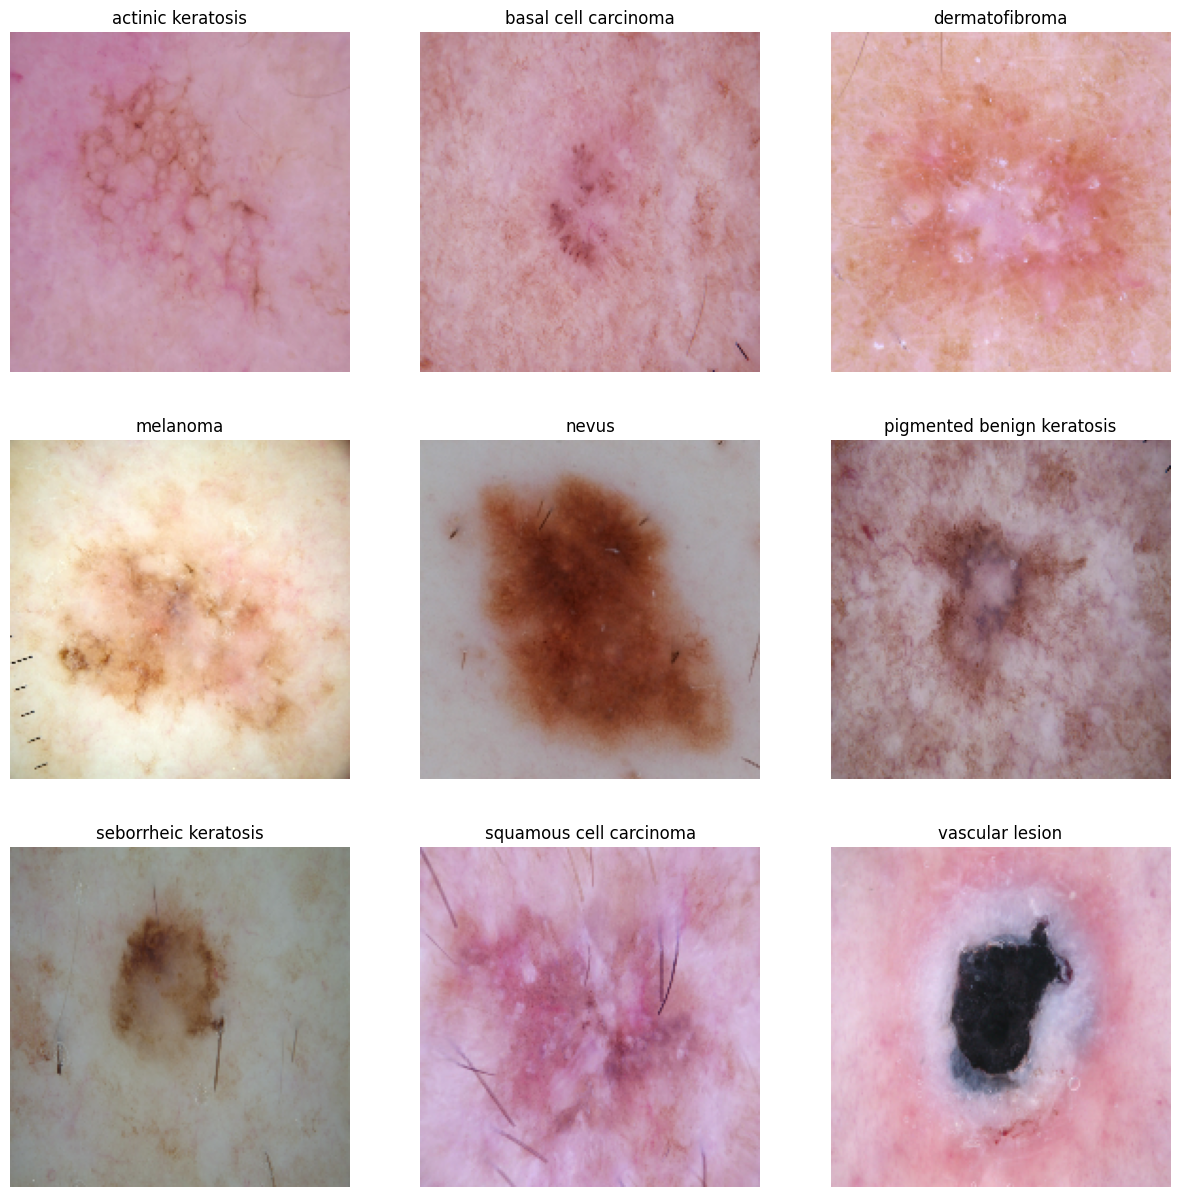 actinic keratosis
basal cell carcinoma
dermatofibroma
melanoma
nevus
pigmented benign keratosis
seborrheic keratosis
squamous cell carcinoma
vascular lesion